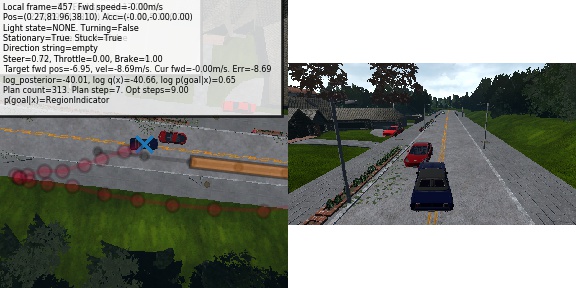 Local frame=457: Fwd speed=-0.00m/s
Pos=(0.27,81.96,38.10). Acc=(-0.00,-0.00,0.00)
Light state=NONE. Turning=False
Stationary=True. Stuck=True
Direction string=empty
Steer=0.72, Throttle=0.00, Brake=1.00
Target fwd pos=-6.95, vel=-8.69m/s. Cur fwd=-0.00m/s. Err=-8.69
log_posterior=-40.01, log q(x)=-40.66, log p(goal|x)=0.65
Plan count=313. Plan step=7. Opt steps=9.00
p(goal|x)=RegionIndicator